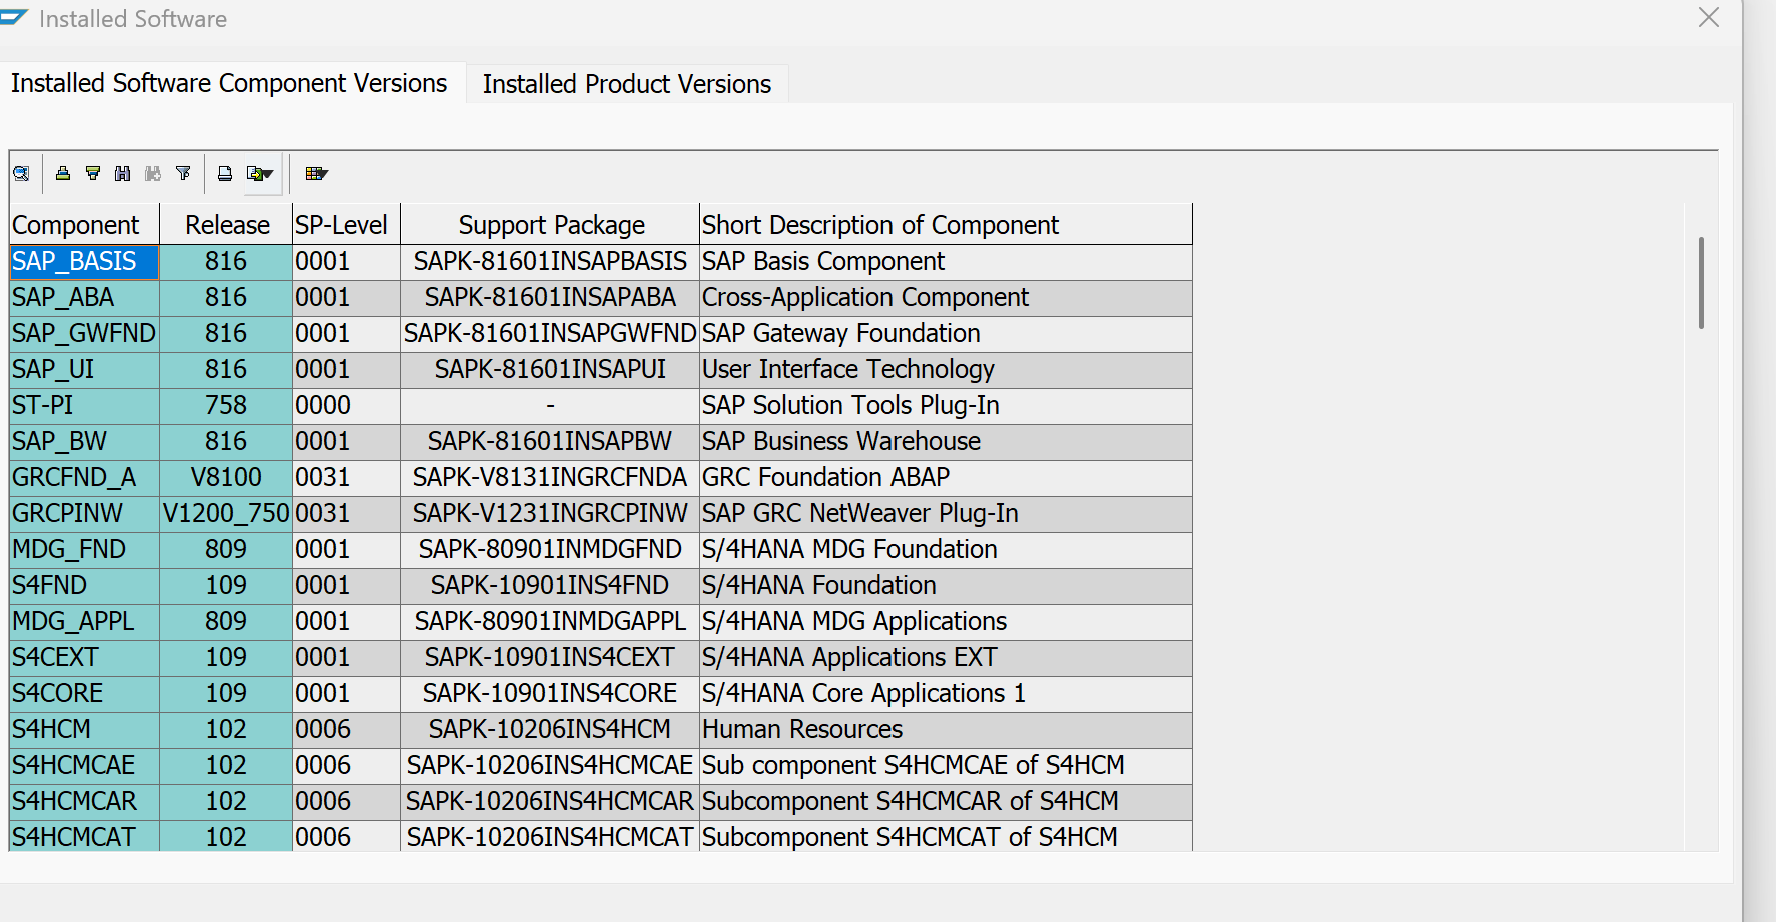 Installed Software
Installed Software Component Versions Installed Product Versions
Component Release SP-Level Support Package Short Description of Component
SAP_BASIS 816 0001 SAPK-81601INSAPBASIS SAP Basis Component
SAP_ABA 816 0001 SAPK-81601INSAPABA Cross-Application Component
SAP_GWFND 816 0001 SAPK-81601INSAPGWFND SAP Gateway Foundation
SAP_UI 816 0001 SAPK-81601INSAPUI User Interface Technology
ST-PI 758 0000 - SAP Solution Tools Plug-In
SAP_BW 816 0001 SAPK-81601INSAPBW SAP Business Warehouse
GRCFND_A V8100 0031 SAPK-V8131INGRCFNDA GRC Foundation ABAP
GRCPINW V1200_750 0031 SAPK-V1231INGRCPINW SAP GRC NetWeaver Plug-In
MDG_FND 809 0001 SAPK-80901INMDGFND S/4HANA MDG Foundation
S4FND 109 0001 SAPK-10901INS4FND S/4HANA Foundation
MDG_APPL 809 0001 SAPK-80901INMDGAPPL S/4HANA MDG Applications
S4CEXT 109 0001 SAPK-10901INS4CEXT S/4HANA Applications EXT
S4CORE 109 0001 SAPK-10901INS4CORE S/4HANA Core Applications 1
S4HCM 102 0006 SAPK-10206INS4HCM Human Resources
S4HCMCAE 102 0006 SAPK-10206INS4HCMCAE Sub component S4HCMCAE of S4HCM
S4HCMCAR 102 0006 SAPK-10206INS4HCMCAR Subcomponent S4HCMCAR of S4HCM
S4HCMCAT 102 0006 SAPK-10206INS4HCMCAT Subcomponent S4HCMCAT of S4HCM